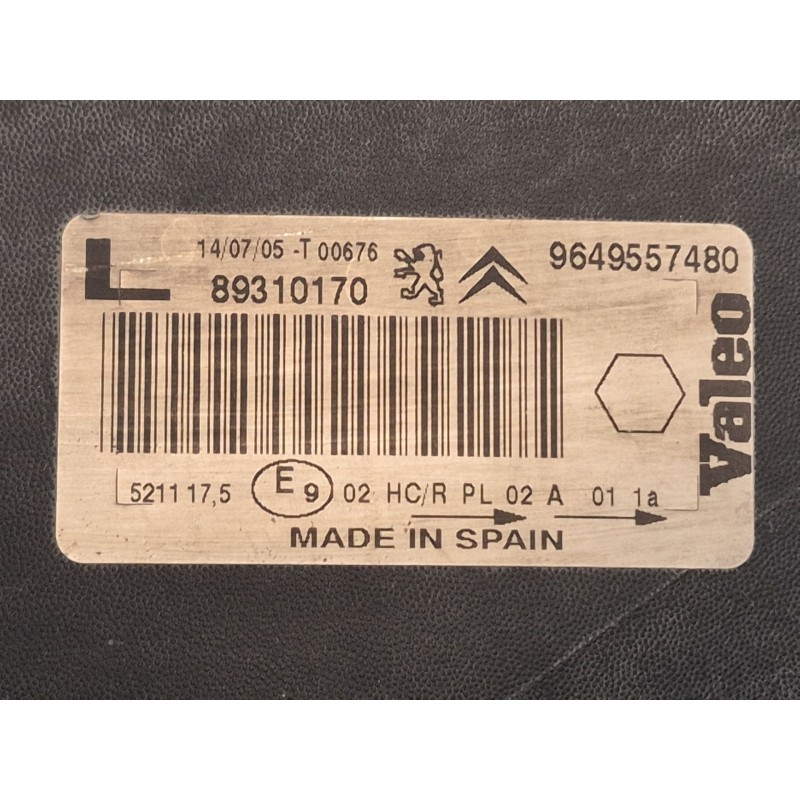 L 14/07/05 -T 00676 9649557480
89310170
Valeo
5211 17,5 E9 02 HC/R PL 02 A 01 1a
MADE IN SPAIN